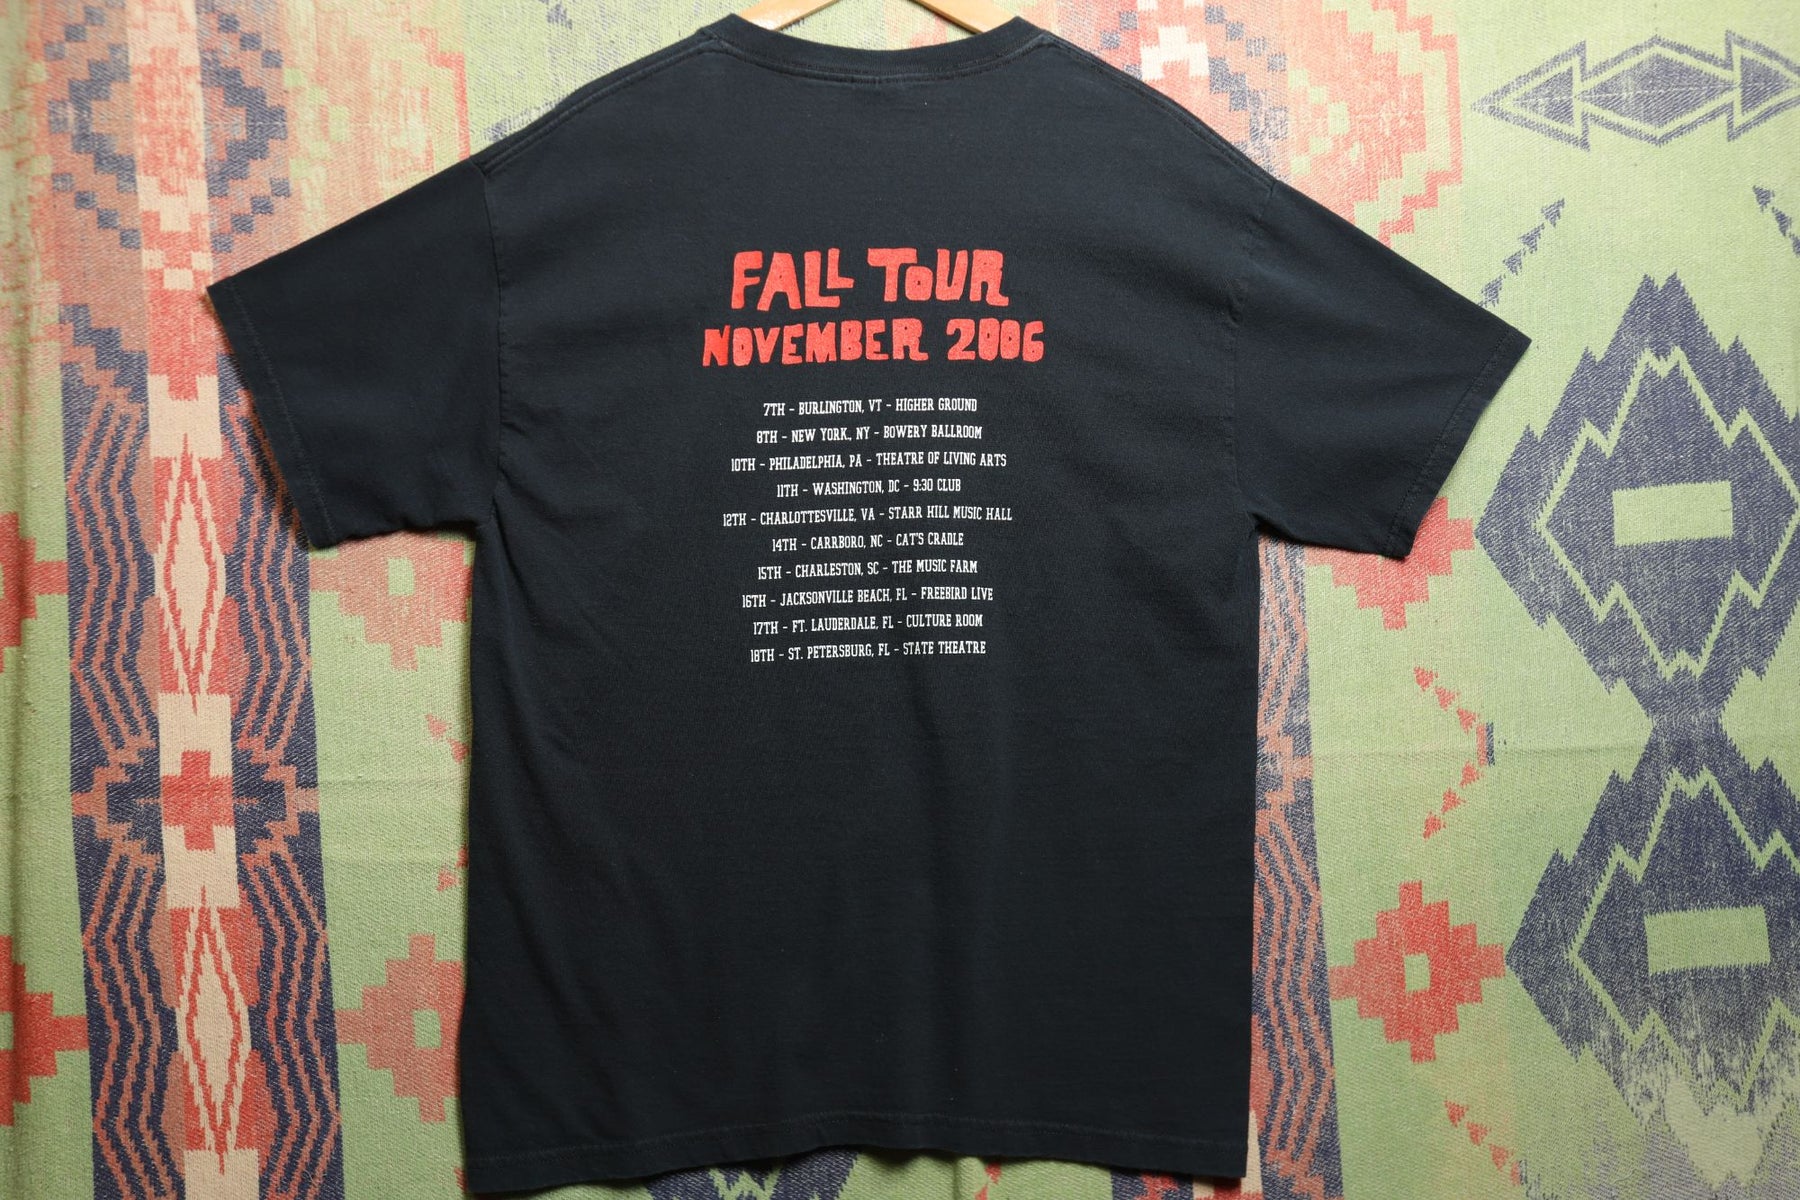 FALL TOUR
NOVEMBER 2006
7TH - BURLINGTON, VT - HIGHER GROUND
8TH - NEW YORK, NY - BOWERY BALLROOM
10TH - PHILADELPHIA, PA - THEATRE OF LIVING ARTS
11TH - WASHINGTON, DC - 9:30 CLUB
12TH - CHARLOTTESVILLE, VA - STARR HILL MUSIC HALL
14TH - CARRBORO, NC - CAT'S CRADLE
15TH - CHARLESTON, SC - THE MUSIC FARM
16TH - JACKSONVILLE BEACH, FL - FREEBIRD LIVE
17TH - FT. LAUDERDALE, FL - CULTURE ROOM
18TH - ST. PETERSBURG, FL - STATE THEATRE